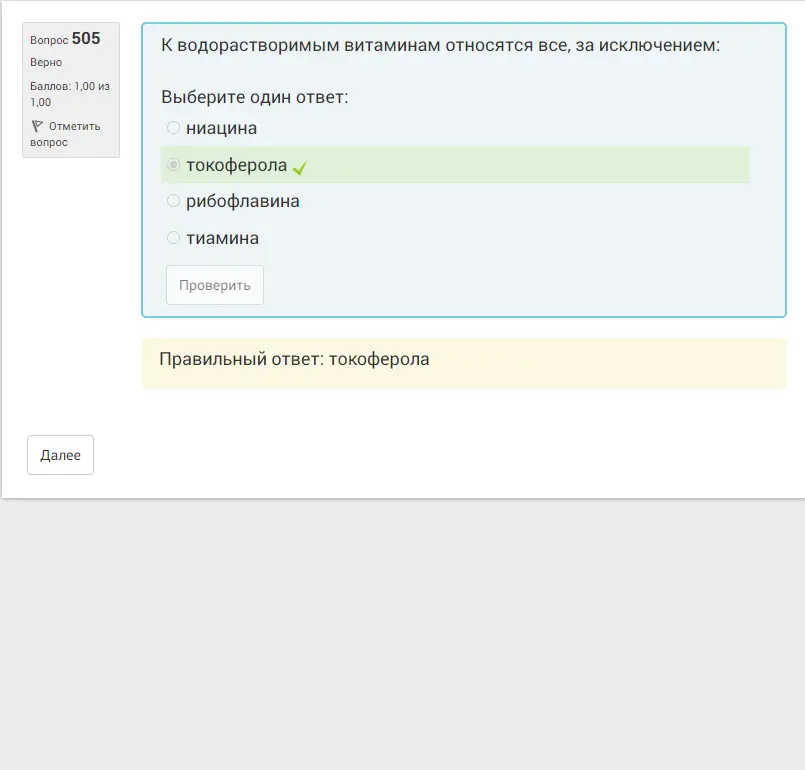 Вопрос 505
Верно
Баллов: 1,00 из
1,00
Отметить
вопрос
К водорастворимым витаминам относятся все, за исключением:
Выберите один ответ:
ниацина
токоферола
рибофлавина
тиамина
Проверить
Правильный ответ: токоферола
Далее